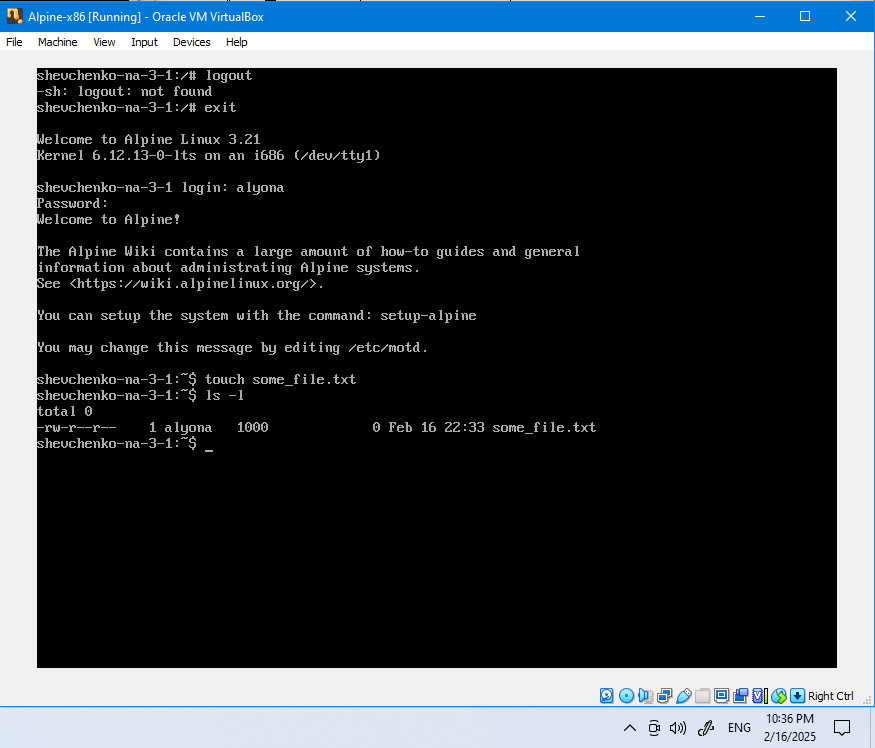 Alpine-x86 [Running] - Oracle VM VirtualBox
File Machine View Input Devices Help
shevchenko-na-3-1:/# logout
-sh: logout: not found
shevchenko-na-3-1:/# exit
Welcome to Alpine Linux 3.21
Kernel 6.12.13-0-lts on an i686 (/dev/tty1)
shevchenko-na-3-1 login: alyona
Password:
Welcome to Alpine!
The Alpine Wiki contains a large amount of how-to guides and general
information about administrating Alpine systems.
See <https://wiki.alpinelinux.org/>.
You can setup the system with the command: setup-alpine
You may change this message by editing /etc/motd.
shevchenko-na-3-1:~$ touch some_file.txt
shevchenko-na-3-1:~$ ls -l
total 0
-rw-r--r--    1 alyona   1000             0 Feb 16 22:33 some_file.txt
shevchenko-na-3-1:~$ _
Right Ctrl
ENG
10:36 PM
2/16/2025